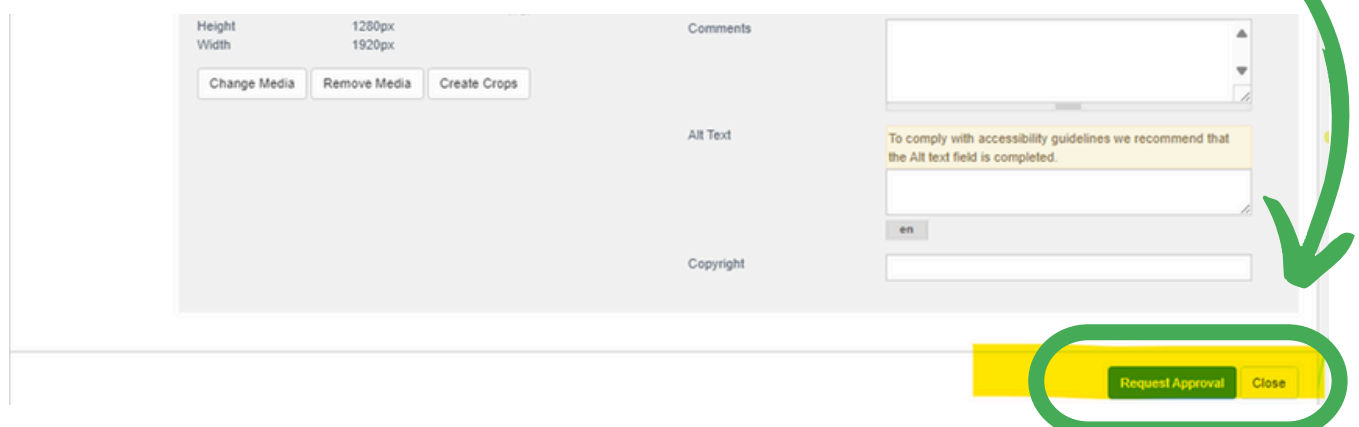 Height 1280px
Width 1920px
Comments
Change Media Remove Media Create Crops
Alt Text
To comply with accessibility guidelines we recommend that
the Alt text field is completed.
en
Copyright
Request Approval Close